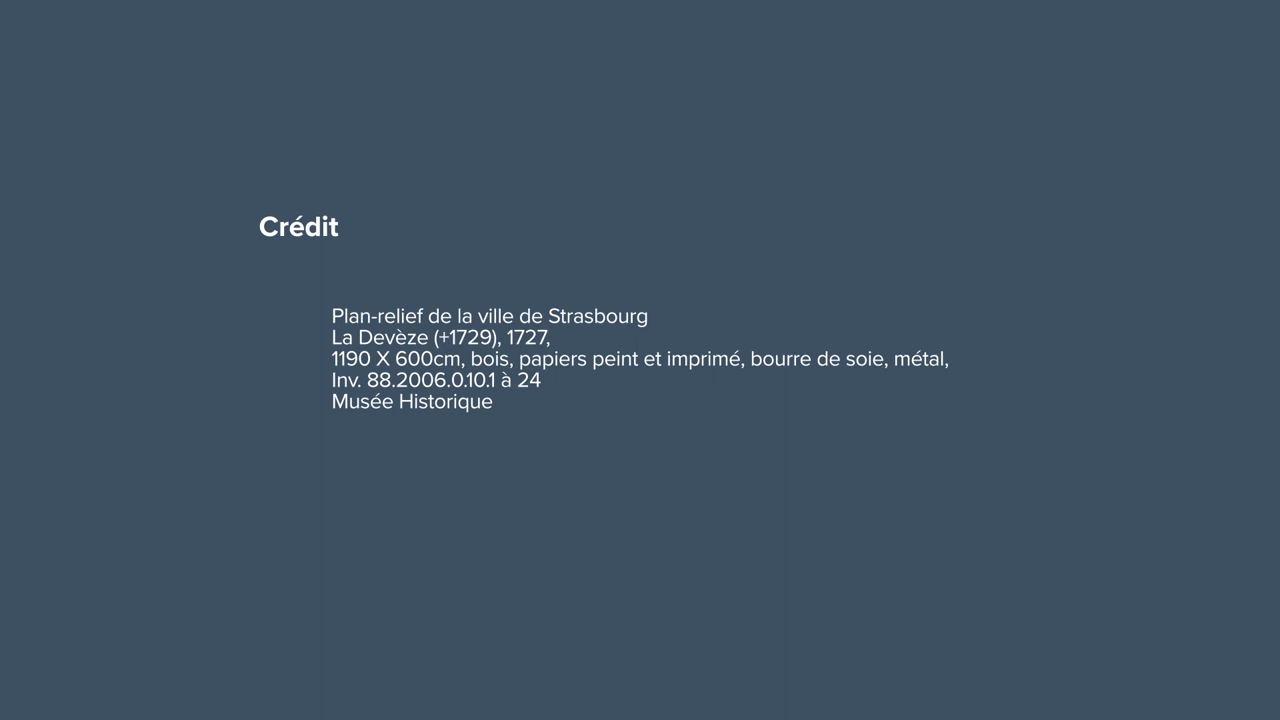 Crédit
Plan-relief de la ville de Strasbourg
La Devèze (+1729), 1727,
1190 X 600cm, bois, papiers peint et imprimé, bourre de soie, métal,
Inv. 88.2006.0.10.1 à 24
Musée Historique